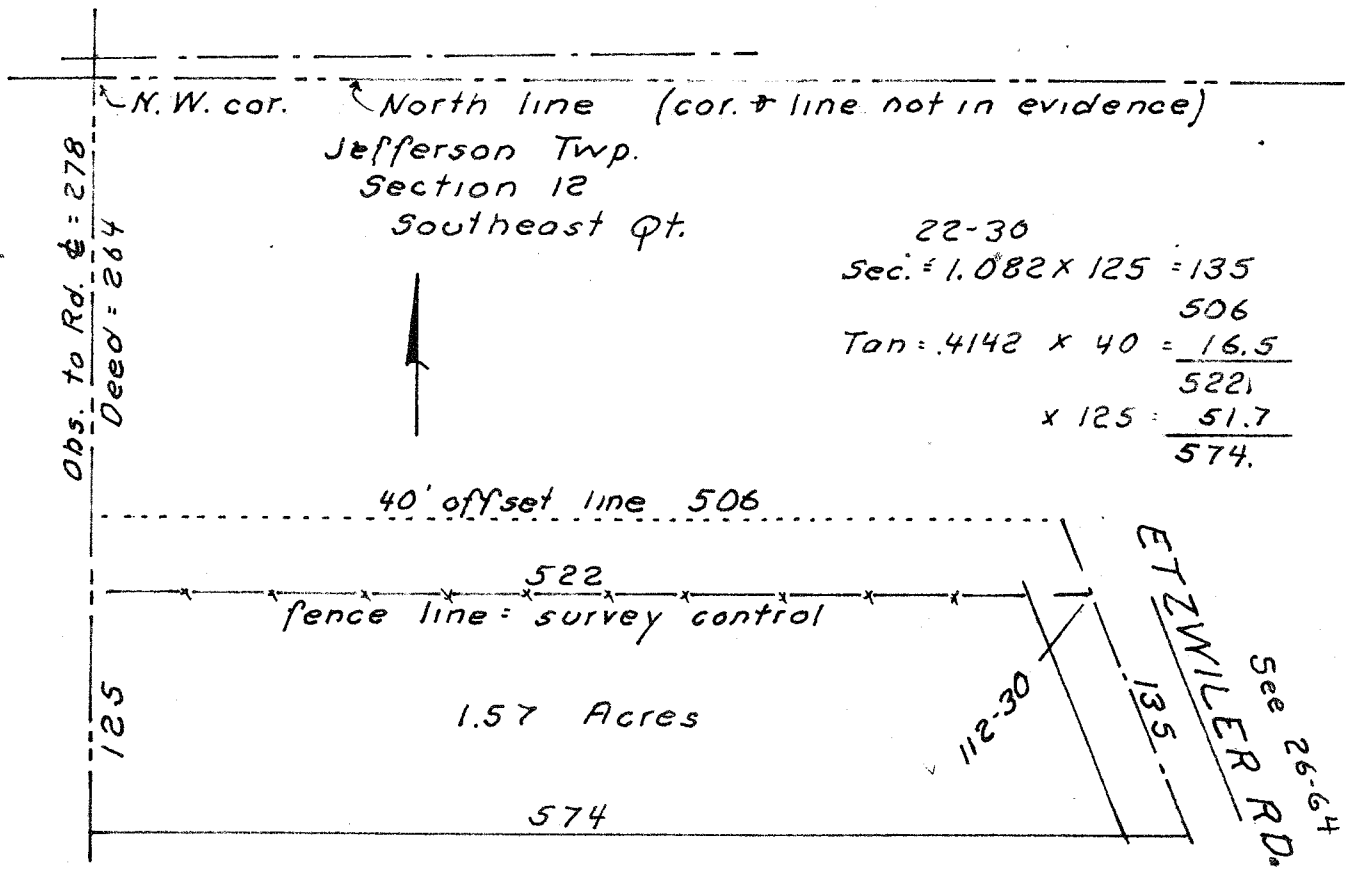 N.W. cor.
North line (cor. & line not in evidence)
Jefferson Twp.
Section 12
Southeast Qt.
Obs. to Rd. ℄ = 278
Deed = 264
22-30
Sec. = 1.082 x 125 = 135
506
Tan = .4142 x 40 = 16.5
522.
x 125 = 51.7
574.
40' offset line 506
522
fence line = survey control
125
1.57 Acres
112-30
135
ETZWILER RD.
See 26-64
574